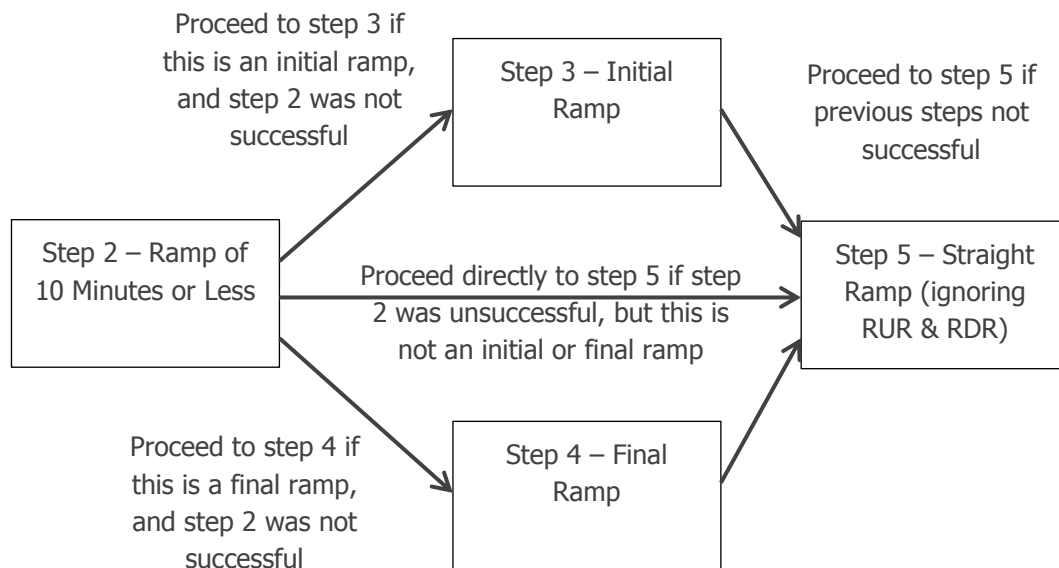 Proceed to step 3 if
this is an initial ramp,
and step 2 was not
successful
Step 3 – Initial
Ramp
Proceed to step 5 if
previous steps not
successful
Step 2 – Ramp of
10 Minutes or Less
Proceed directly to step 5 if step
2 was unsuccessful, but this is
not an initial or final ramp
Step 5 – Straight
Ramp (ignoring
RUR & RDR)
Proceed to step 4 if
this is a final ramp,
and step 2 was not
successful
Step 4 – Final
Ramp